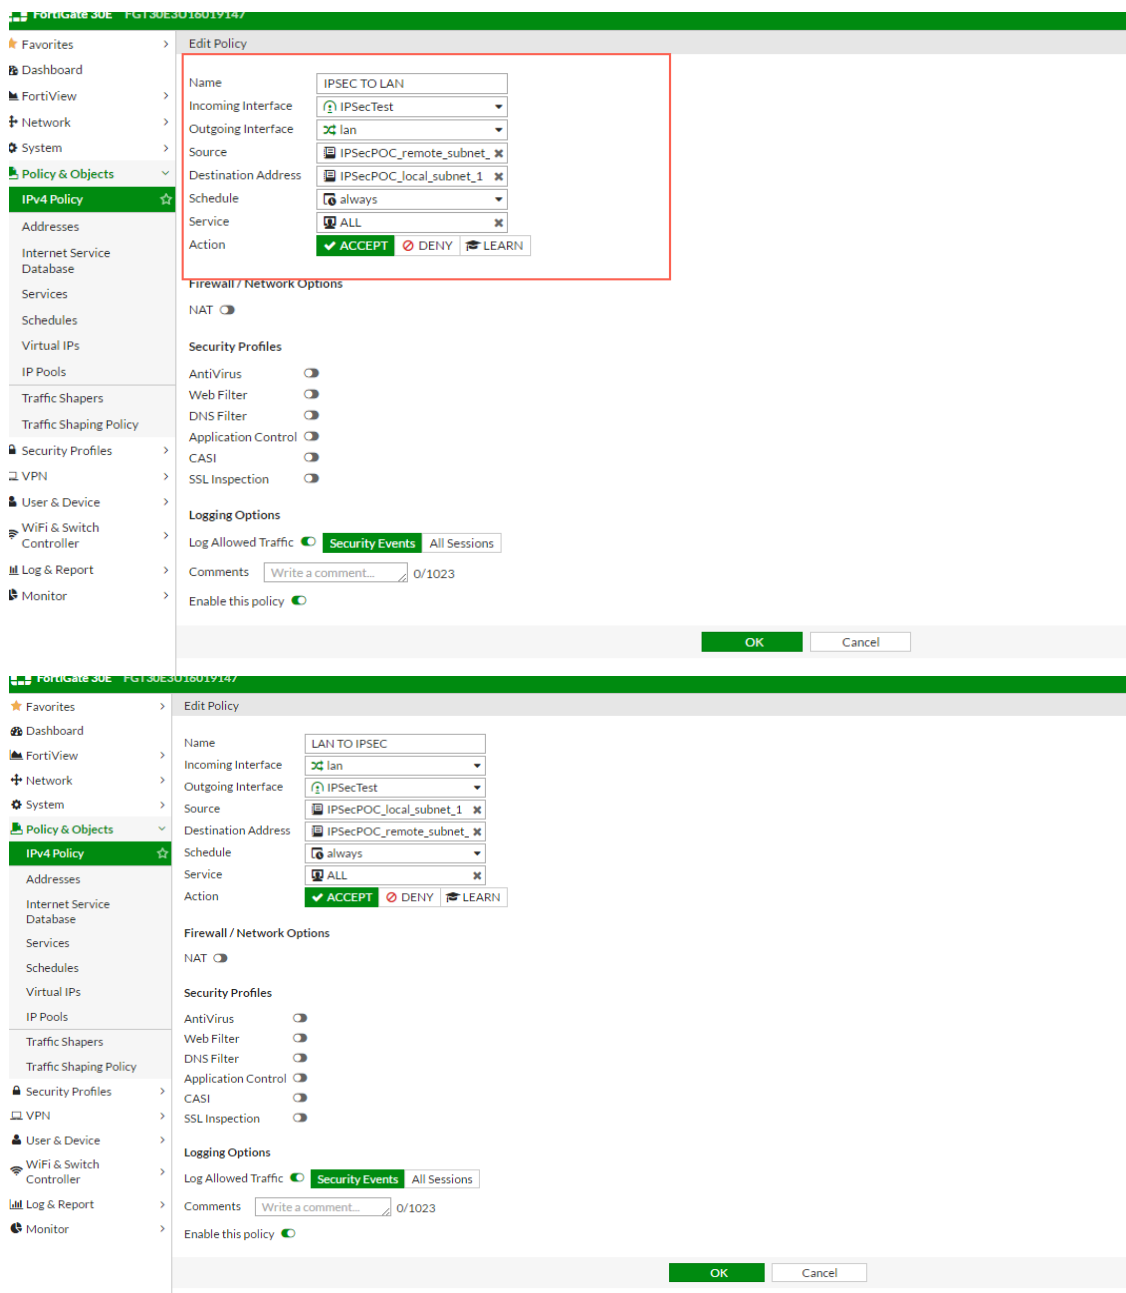 FortiGate 30E FGT30E3U16019147
Favorites
Dashboard
FortiView
Network
System
Policy & Objects
IPv4 Policy
Addresses
Internet Service
Database
Services
Schedules
Virtual IPs
IP Pools
Traffic Shapers
Traffic Shaping Policy
Security Profiles
VPN
User & Device
WiFi & Switch
Controller
Log & Report
Monitor
Edit Policy
Name IPSEC TO LAN
Incoming Interface IPSecTest
Outgoing Interface lan
Source IPSecPOC_remote_subnet_
Destination Address IPSecPOC_local_subnet_1
Schedule always
Service ALL
Action ACCEPT DENY LEARN
Firewall / Network Options
NAT
Security Profiles
AntiVirus
Web Filter
DNS Filter
Application Control
CASI
SSL Inspection
Logging Options
Log Allowed Traffic Security Events All Sessions
Comments Write a comment... 0/1023
Enable this policy
OK Cancel
FortiGate 30E FGT30E3U16019147
Favorites
Dashboard
FortiView
Network
System
Policy & Objects
IPv4 Policy
Addresses
Internet Service
Database
Services
Schedules
Virtual IPs
IP Pools
Traffic Shapers
Traffic Shaping Policy
Security Profiles
VPN
User & Device
WiFi & Switch
Controller
Log & Report
Monitor
Edit Policy
Name LAN TO IPSEC
Incoming Interface lan
Outgoing Interface IPSecTest
Source IPSecPOC_local_subnet_1
Destination Address IPSecPOC_remote_subnet_
Schedule always
Service ALL
Action ACCEPT DENY LEARN
Firewall / Network Options
NAT
Security Profiles
AntiVirus
Web Filter
DNS Filter
Application Control
CASI
SSL Inspection
Logging Options
Log Allowed Traffic Security Events All Sessions
Comments Write a comment... 0/1023
Enable this policy
OK Cancel